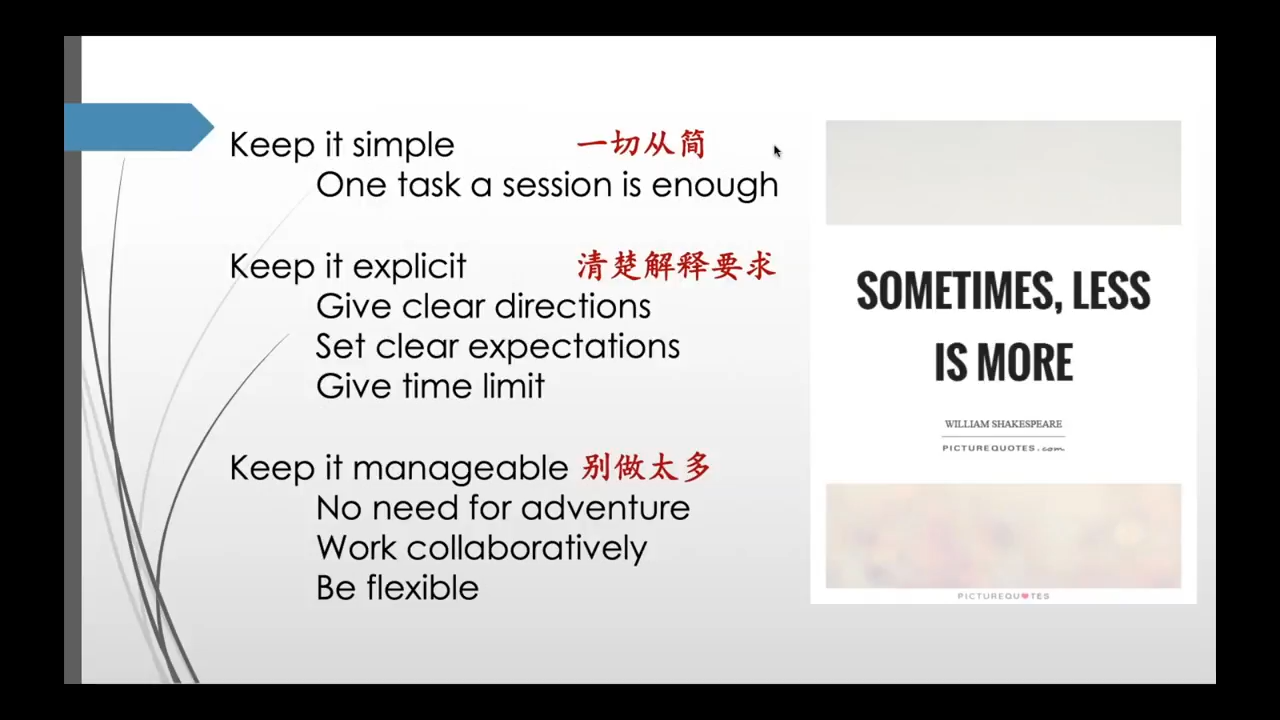 Keep it simple 一切从简
One task a session is enough
Keep it explicit 清楚解释要求
Give clear directions
Set clear expectations
Give time limit
Keep it manageable 别做太多
No need for adventure
Work collaboratively
Be flexible
SOMETIMES, LESS
IS MORE
WILLIAM SHAKESPEARE
PICTUREQUOTES.com
PICTUREQU♥TES